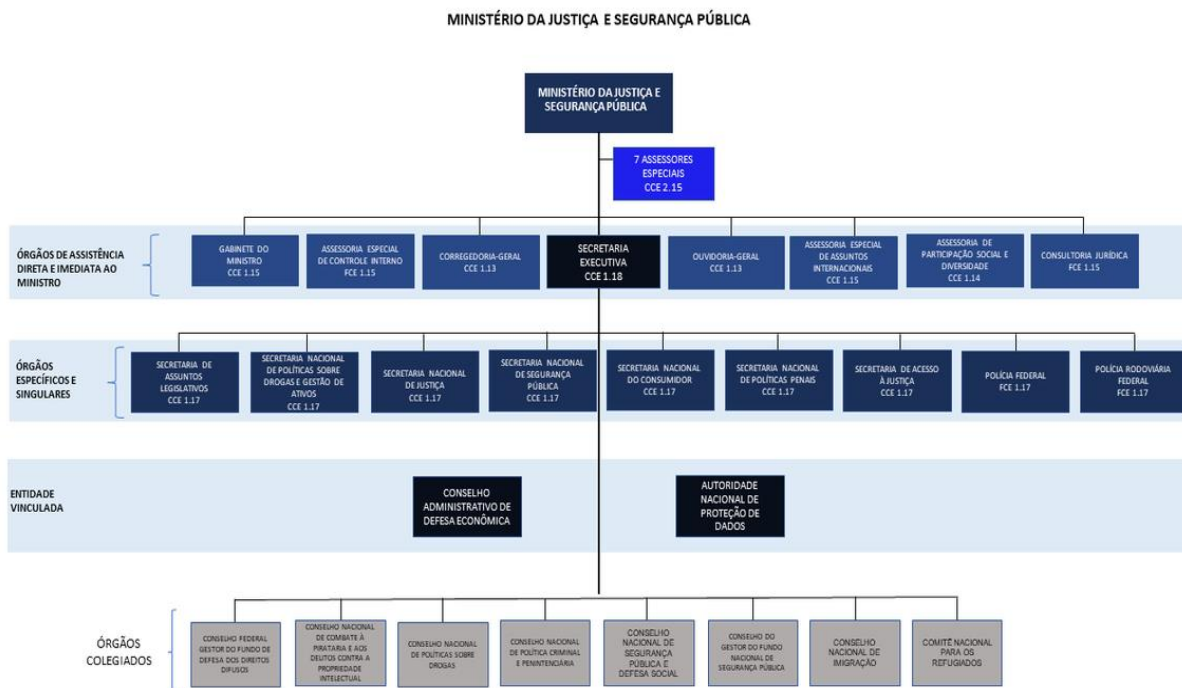 MINISTÉRIO DA JUSTIÇA E SEGURANÇA PÚBLICA
MINISTÉRIO DA JUSTIÇA E
SEGURANÇA PÚBLICA
7 ASSESSORES
ESPECIAIS
CCE 2.15
ÓRGÃOS DE ASSISTÊNCIA
DIRETA E IMEDIATA AO
MINISTRO
GABINETE DO
MINISTRO
CCE 1.15
ASSESSORIA ESPECIAL
DE CONTROLE INTERNO
FCE 1.15
CORREGEDORIA-GERAL
CCE 1.13
SECRETARIA
EXECUTIVA
CCE 1.18
OUVIDORIA-GERAL
CCE 1.13
ASSESSORIA ESPECIAL
DE ASSUNTOS
INTERNACIONAIS
CCE 1.15
ASSESSORIA DE
PARTICIPAÇÃO SOCIAL E
DIVERSIDADE
CCE 1.14
CONSULTORIA JURÍDICA
FCE 1.15
ÓRGÃOS
ESPECÍFICOS E
SINGULARES
SECRETARIA DE
ASSUNTOS
LEGISLATIVOS
CCE 1.17
SECRETARIA NACIONAL
DE POLÍTICAS SOBRE
DROGAS E GESTÃO DE
ATIVOS
CCE 1.17
SECRETARIA NACIONAL
DE JUSTIÇA
CCE 1.17
SECRETARIA NACIONAL
DE SEGURANÇA
PÚBLICA
CCE 1.17
SECRETARIA NACIONAL
DO CONSUMIDOR
CCE 1.17
SECRETARIA NACIONAL
DE POLÍTICAS PENAIS
CCE 1.17
SECRETARIA DE ACESSO
À JUSTIÇA
CCE 1.17
POLÍCIA FEDERAL
FCE 1.17
POLÍCIA RODOVIÁRIA
FEDERAL
FCE 1.17
ENTIDADE
VINCULADA
CONSELHO
ADMINISTRATIVO DE
DEFESA ECONÔMICA
AUTORIDADE
NACIONAL DE
PROTEÇÃO DE
DADOS
ÓRGÃOS
COLEGIADOS
CONSELHO FEDERAL
GESTOR DO FUNDO DE
DEFESA DOS DIREITOS
DIFUSOS
CONSELHO NACIONAL
DE COMBATE À
PIRATARIA E AOS
DELITOS CONTRA A
PROPRIEDADE
INTELECTUAL
CONSELHO NACIONAL
DE POLÍTICAS SOBRE
DROGAS
CONSELHO NACIONAL
DE POLÍTICA CRIMINAL E
PENINTENCIÁRIA
CONSELHO
NACIONAL DE
SEGURANÇA
PÚBLICA E
DEFESA SOCIAL
CONSELHO DO
GESTOR DO FUNDO
NACIONAL DE
SEGURANÇA PÚBLICA
CONSELHO
NACIONAL DE
IMIGRAÇÃO
COMITÊ NACIONAL
PARA OS
REFUGIADOS